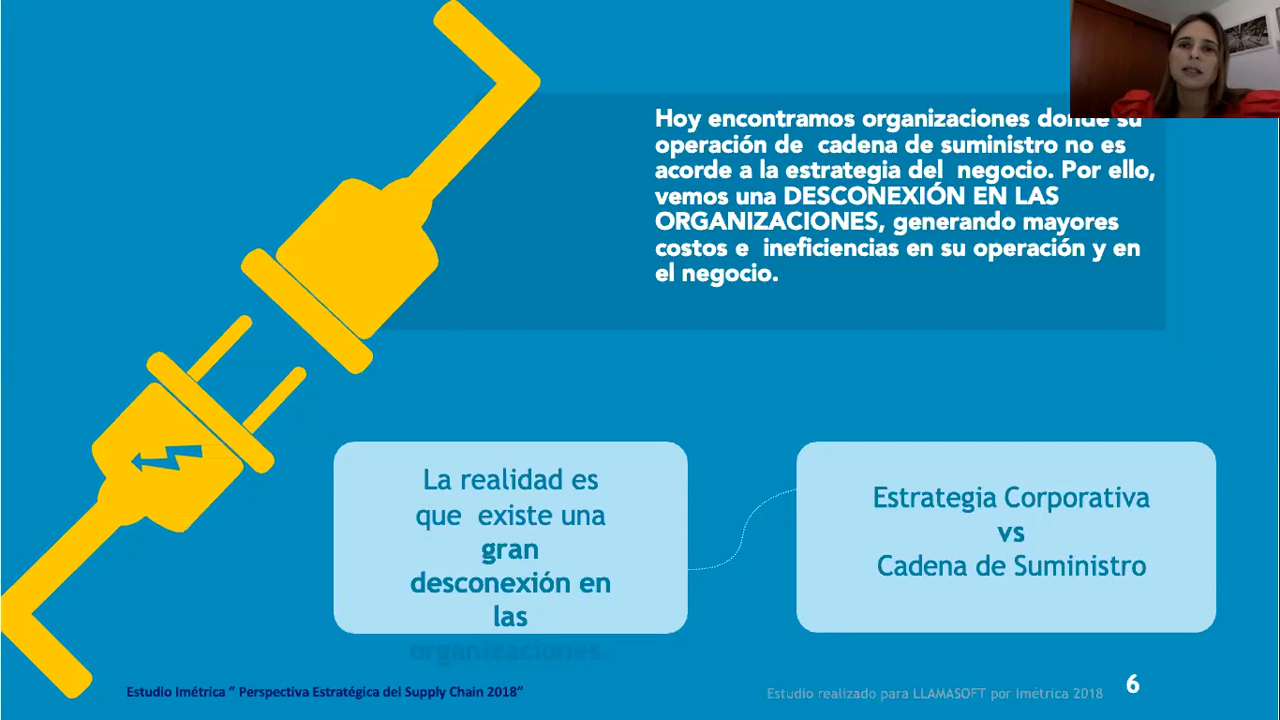 Hoy encontramos organizaciones donde su
operación de cadena de suministro no es
acorde a la estrategia del negocio. Por ello,
vemos una DESCONEXIÓN EN LAS
ORGANIZACIONES, generando mayores
costos e ineficiencias en su operación y en
el negocio.
La realidad es
que existe una
gran
desconexión en
las
organizaciones.
Estrategia Corporativa
vs
Cadena de Suministro
Estudio Imétrica ” Perspectiva Estratégica del Supply Chain 2018”
Estudio realizado para LLAMASOFT por Imétrica 2018
6